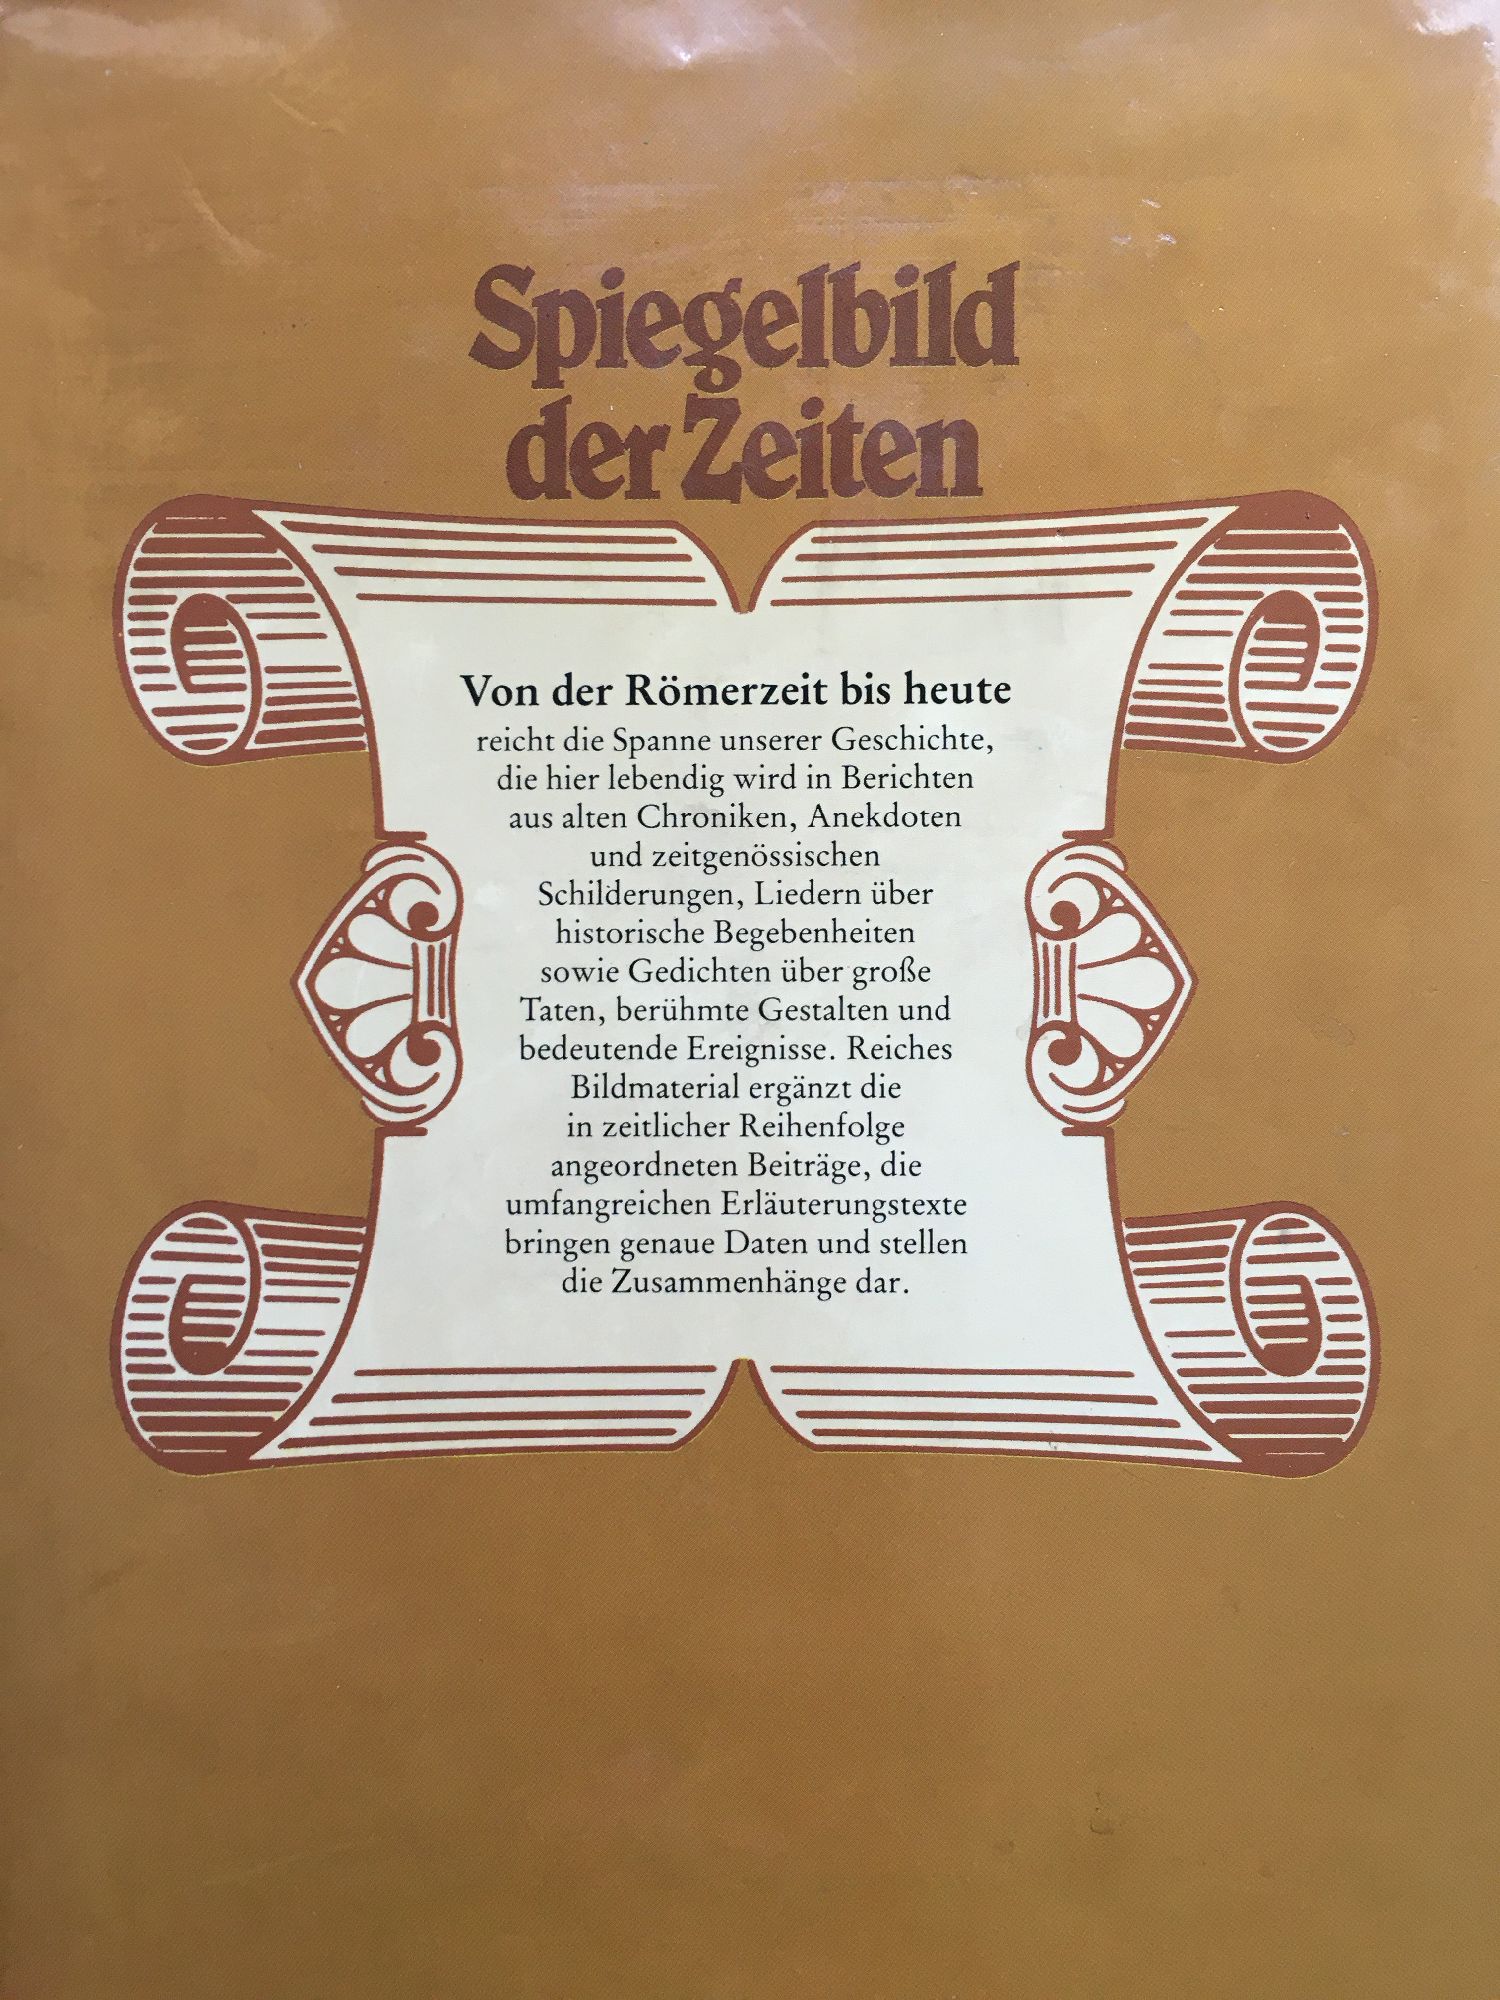 Spiegelbild
der Zeiten
Von der Römerzeit bis heute
reicht die Spanne unserer Geschichte,
die hier lebendig wird in Berichten
aus alten Chroniken, Anekdoten
und zeitgenössischen
Schilderungen, Liedern über
historische Begebenheiten
sowie Gedichten über große
Taten, berühmte Gestalten und
bedeutende Ereignisse. Reiches
Bildmaterial ergänzt die
in zeitlicher Reihenfolge
angeordneten Beiträge, die
umfangreichen Erläuterungstexte
bringen genaue Daten und stellen
die Zusammenhänge dar.